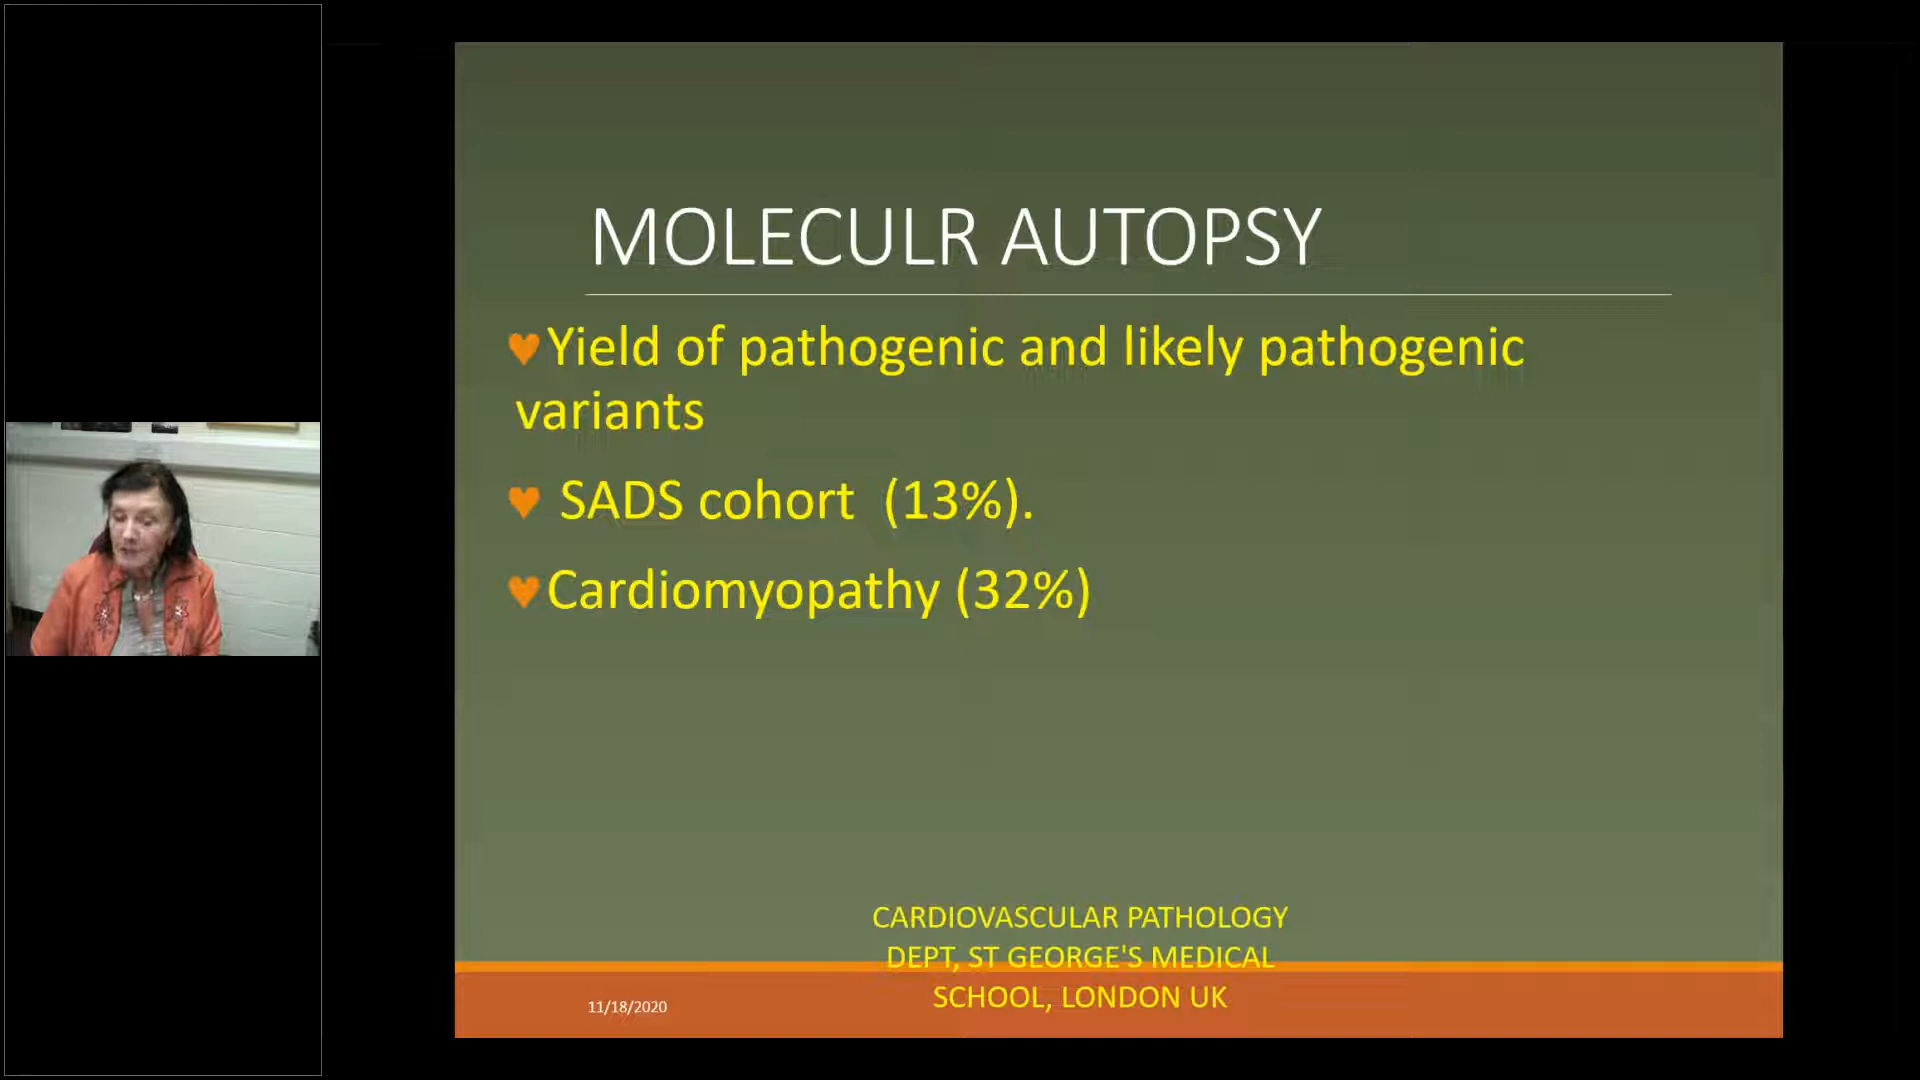 MOLECULR AUTOPSY
♥Yield of pathogenic and likely pathogenic
variants
♥ SADS cohort (13%).
♥Cardiomyopathy (32%)
CARDIOVASCULAR PATHOLOGY
DEPT, ST GEORGE'S MEDICAL
SCHOOL, LONDON UK
11/18/2020